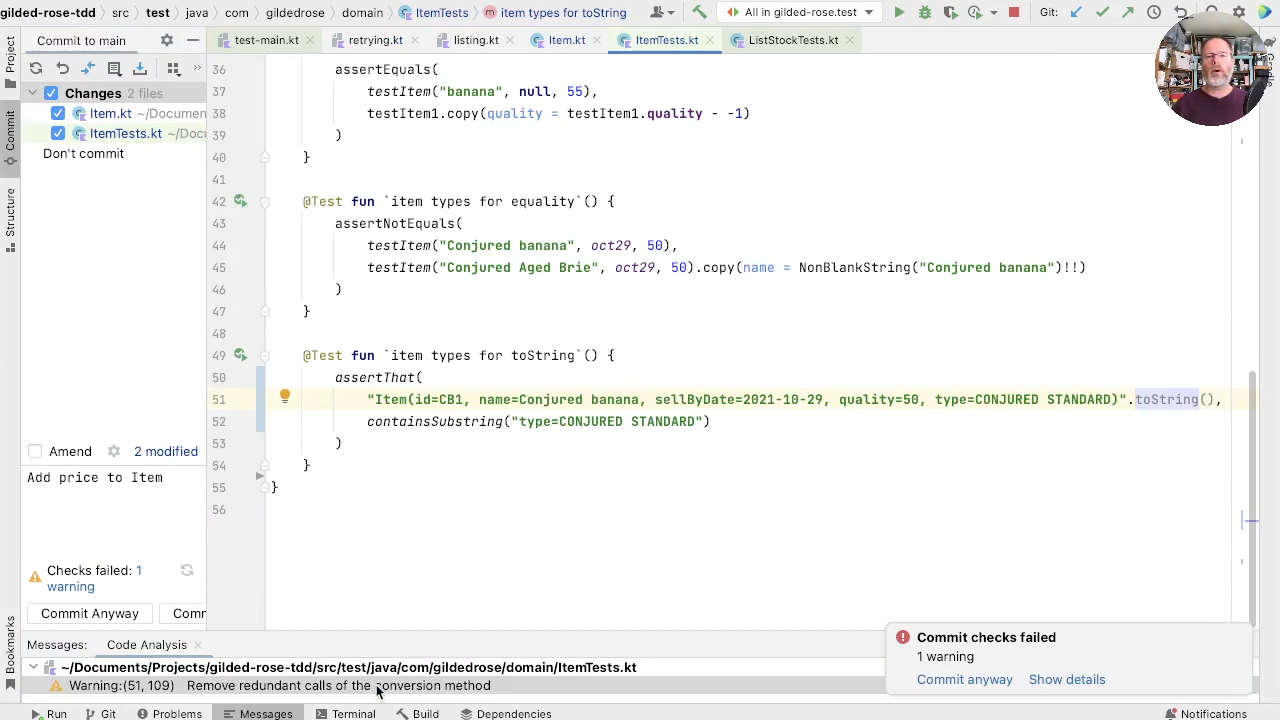 gilded-rose-tdd src test java com gildedrose domain ItemTests item types for toString All in gilded-rose.test Git:
Project
Commit
Structure
Bookmarks
Commit to main
Changes 2 files
Item.kt ~/Documen
ItemTests.kt ~/Docu
Don't commit
Amend 2 modified
Add price to Item
Checks failed: 1
warning
Commit Anyway Comm
test-main.kt retrying.kt listing.kt Item.kt ItemTests.kt ListStockTests.kt
36 assertEquals(
37 testItem("banana", null, 55),
38 testItem1.copy(quality = testItem1.quality - -1)
39 )
40 }
41
42 @Test fun `item types for equality`() {
43 assertNotEquals(
44 testItem("Conjured banana", oct29, 50),
45 testItem("Conjured Aged Brie", oct29, 50).copy(name = NonBlankString("Conjured banana")!!)
46 )
47 }
48
49 @Test fun `item types for toString`() {
50 assertThat(
51 "Item(id=CB1, name=Conjured banana, sellByDate=2021-10-29, quality=50, type=CONJURED STANDARD)".toString(),
52 containsSubstring("type=CONJURED STANDARD")
53 )
54 }
55 }
56
Messages: Code Analysis
~/Documents/Projects/gilded-rose-tdd/src/test/java/com/gildedrose/domain/ItemTests.kt
Warning:(51, 109) Remove redundant calls of the conversion method
Commit checks failed
1 warning
Commit anyway Show details
Run Git Problems Messages Terminal Build Dependencies Notifications